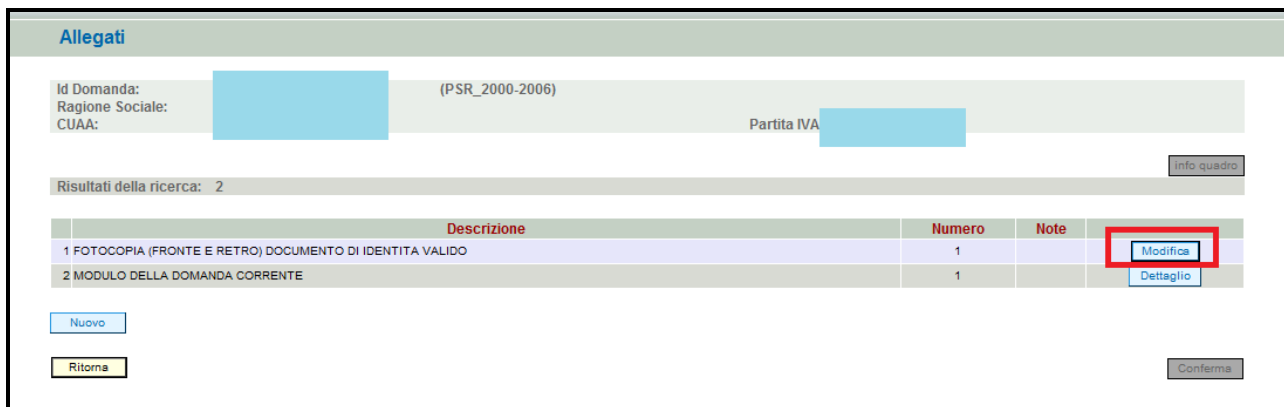 Allegati
Id Domanda: (PSR_2000-2006)
Ragione Sociale:
CUAA: Partita IVA
info quadro
Risultati della ricerca: 2
Descrizione Numero Note
1 FOTOCOPIA (FRONTE E RETRO) DOCUMENTO DI IDENTITA VALIDO 1 Modifica
2 MODULO DELLA DOMANDA CORRENTE 1 Dettaglio
Nuovo
Ritorna Conferma